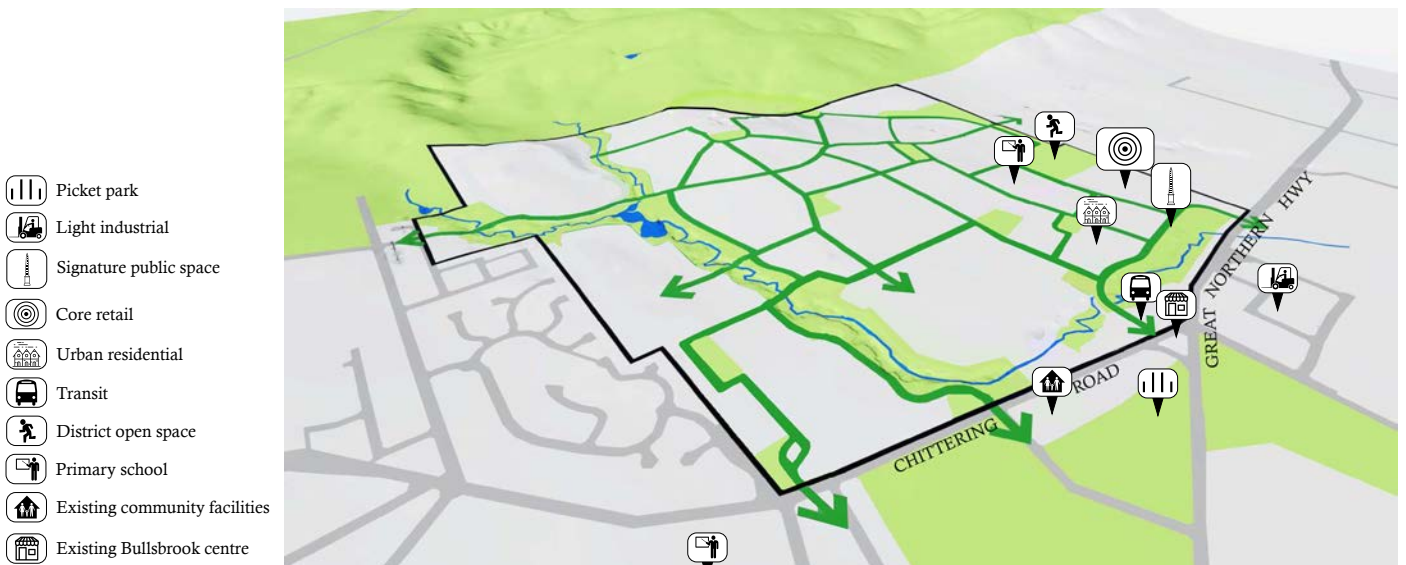 Picket park
Light industrial
Signature public space
Core retail
Urban residential
Transit
District open space
Primary school
Existing community facilities
Existing Bullsbrook centre
GREAT NORTHERN HWY
CHITTERING ROAD